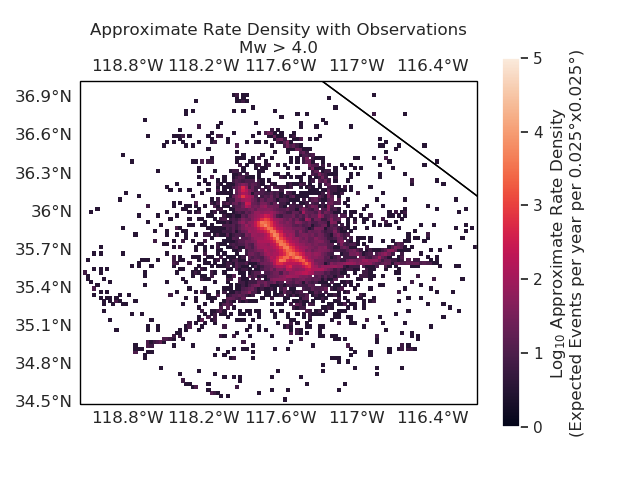 Approximate Rate Density with Observations
Mw > 4.0
118.8°W 118.2°W 117.6°W 117°W 116.4°W
36.9°N
36.6°N
36.3°N
36°N
35.7°N
35.4°N
35.1°N
34.8°N
34.5°N
118.8°W 118.2°W 117.6°W 117°W 116.4°W
5
4
3
2
1
0
Log₁₀ Approximate Rate Density
(Expected Events per year per 0.025°x0.025°)